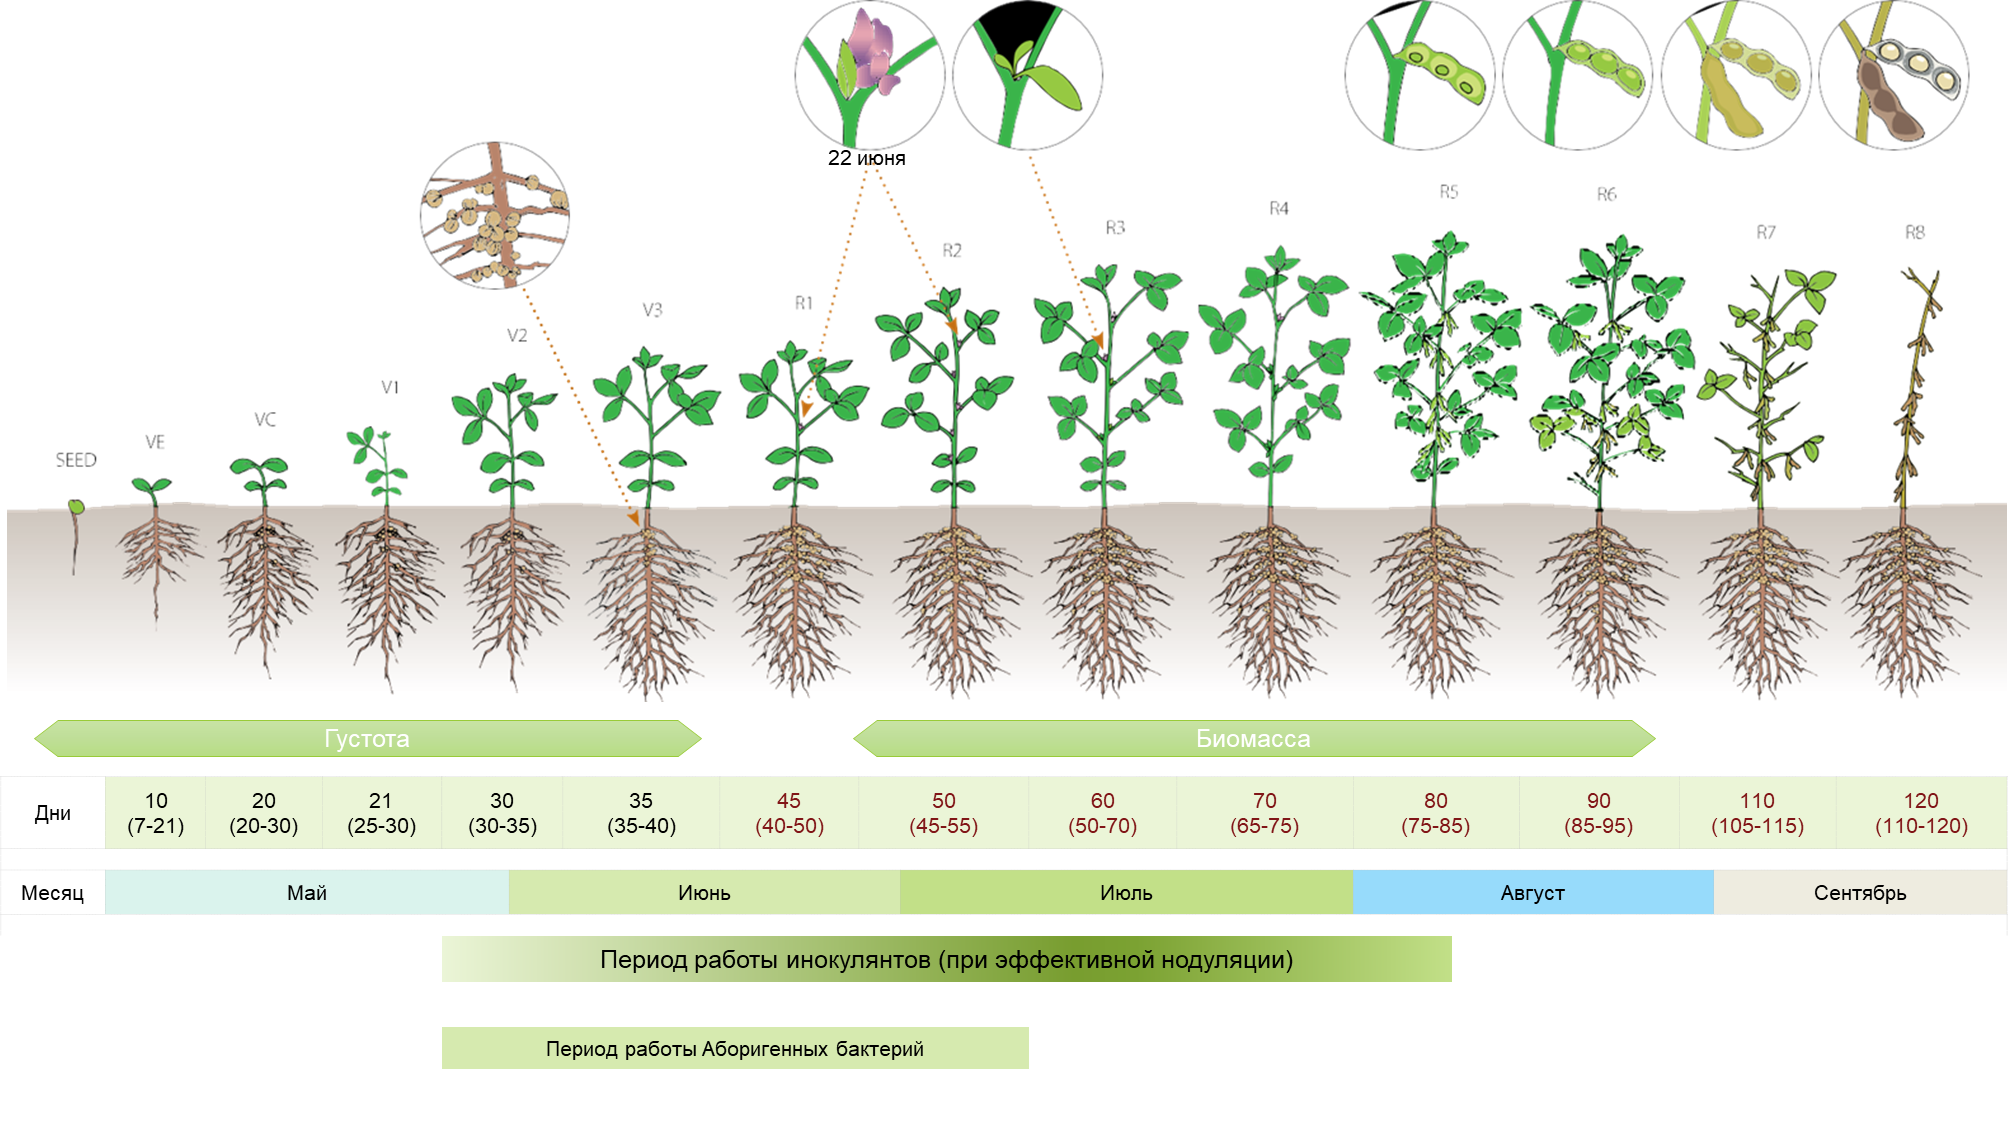 22 июня
SEED
VE
VC
V1
V2
V3
R1
R2
R3
R4
R5
R6
R7
R8
Густота
Биомасса
Дни
10
(7-21)
20
(20-30)
21
(25-30)
30
(30-35)
35
(35-40)
45
(40-50)
50
(45-55)
60
(50-70)
70
(65-75)
80
(75-85)
90
(85-95)
110
(105-115)
120
(110-120)
Месяц
Май
Июнь
Июль
Август
Сентябрь
Период работы инокулянтов (при эффективной нодуляции)
Период работы Аборигенных бактерий